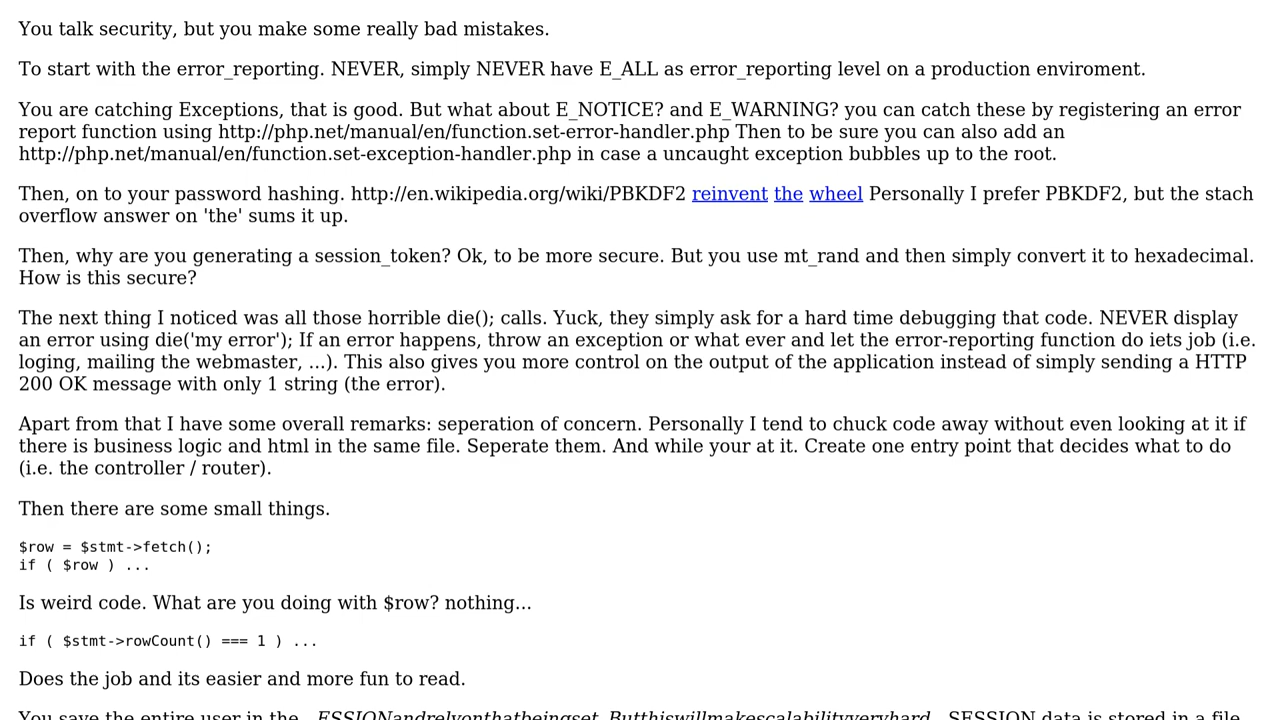 You talk security, but you make some really bad mistakes.
To start with the error_reporting. NEVER, simply NEVER have E_ALL as error_reporting level on a production enviroment.
You are catching Exceptions, that is good. But what about E_NOTICE? and E_WARNING? you can catch these by registering an error
report function using http://php.net/manual/en/function.set-error-handler.php Then to be sure you can also add an
http://php.net/manual/en/function.set-exception-handler.php in case a uncaught exception bubbles up to the root.
Then, on to your password hashing. http://en.wikipedia.org/wiki/PBKDF2 reinvent the wheel Personally I prefer PBKDF2, but the stach
overflow answer on 'the' sums it up.
Then, why are you generating a session_token? Ok, to be more secure. But you use mt_rand and then simply convert it to hexadecimal.
How is this secure?
The next thing I noticed was all those horrible die(); calls. Yuck, they simply ask for a hard time debugging that code. NEVER display
an error using die('my error'); If an error happens, throw an exception or what ever and let the error-reporting function do iets job (i.e.
loging, mailing the webmaster, ...). This also gives you more control on the output of the application instead of simply sending a HTTP
200 OK message with only 1 string (the error).
Apart from that I have some overall remarks: seperation of concern. Personally I tend to chuck code away without even looking at it if
there is business logic and html in the same file. Seperate them. And while your at it. Create one entry point that decides what to do
(i.e. the controller / router).
Then there are some small things.
$row = $stmt->fetch();
if ( $row ) ...
Is weird code. What are you doing with $row? nothing...
if ( $stmt->rowCount() === 1 ) ...
Does the job and its easier and more fun to read.
You save the entire user in the _ESSIONandrelyonthatbeingset. Butthiswillmakescalabilityveryhard. _SESSION data is stored in a file